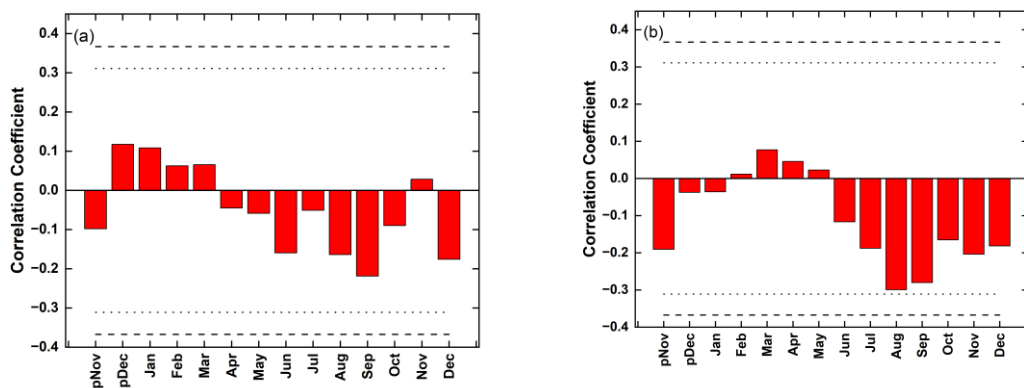 (a)
Correlation Coefficient
0.4
0.3
0.2
0.1
0.0
−0.1
−0.2
−0.3
−0.4
pNov
pDec
Jan
Feb
Mar
Apr
May
Jun
Jul
Aug
Sep
Oct
Nov
Dec
(b)
Correlation Coefficient
0.4
0.3
0.2
0.1
0.0
−0.1
−0.2
−0.3
−0.4
pNov
pDec
Jan
Feb
Mar
Apr
May
Jun
Jul
Aug
Sep
Oct
Nov
Dec